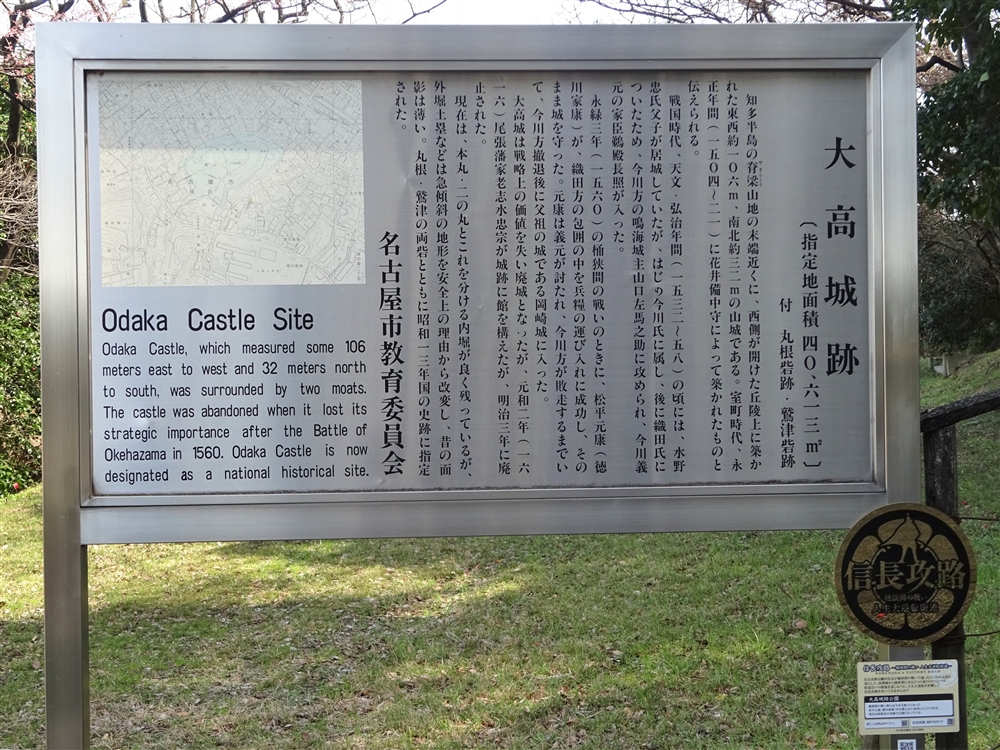 大高城跡
〔指定地面積四〇、六一三㎡〕
付 丸根砦跡・鷲津砦跡
知多半島の脊梁山地の末端近くに、西側が開けた丘陵上に築か
れた東西約一〇六m、南北約三二mの山城である。室町時代、永
正年間（一五〇四～二一）に花井備中守によって築かれたものと
伝えられる。
戦国時代、天文・弘治年間（一五三二～五八）の頃には、水野
忠氏父子が居城していたが、はじめ今川氏に属し、後に織田氏に
ついたため、今川方の鳴海城主山口左馬之助に攻められ、今川義
元の家臣鵜殿長照が入った。
永禄三年（一五六〇）の桶狭間の戦いのときに、松平元康（徳
川家康）が、織田方の包囲の中を兵糧の運び入れに成功し、その
まま城を守った。元康は義元が討たれ、今川方が敗走するまでい
て、今川方撤退後に父祖の城である岡崎城に入った。
大高城は戦略上の価値を失い廃城となったが、元和二年（一六
一六）尾張藩家老志水忠宗が城跡に館を構えたが、明治三年に廃
止された。
現在は、本丸・二の丸とこれを分ける内堀が良く残っているが、
外堀土塁などは急傾斜の地形を安全上の理由から改変し、昔の面
影は薄い。丸根・鷲津の両砦とともに昭和一三年国の史跡に指定
された。
名古屋市教育委員会
Odaka Castle Site
Odaka Castle, which measured some 106
meters east to west and 32 meters north
to south, was surrounded by two moats.
The castle was abandoned when it lost its
strategic importance after the Battle of
Okehazama in 1560. Odaka Castle is now
designated as a national historical site.
信長攻路
桶狭間の戦い
人生大逆転街道
信長攻路
大高城跡公園